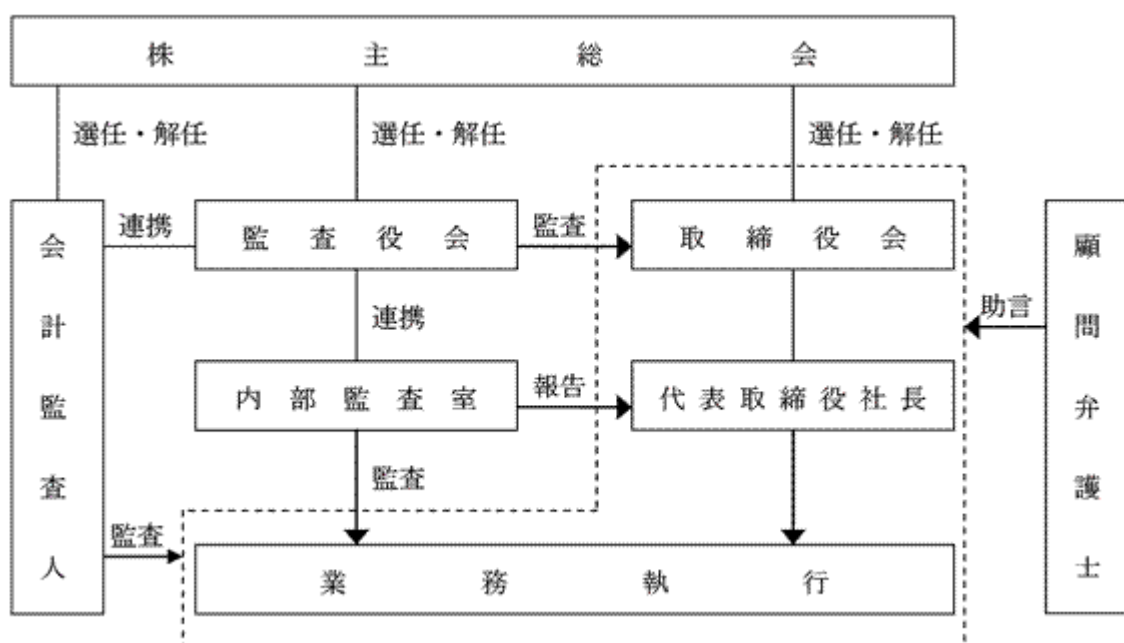 株主総会
選任・解任
選任・解任
選任・解任
会計監査人
連携
監査役会
監査
取締役会
顧問弁護士
助言
連携
内部監査室
報告
代表取締役社長
監査
監査
業務執行